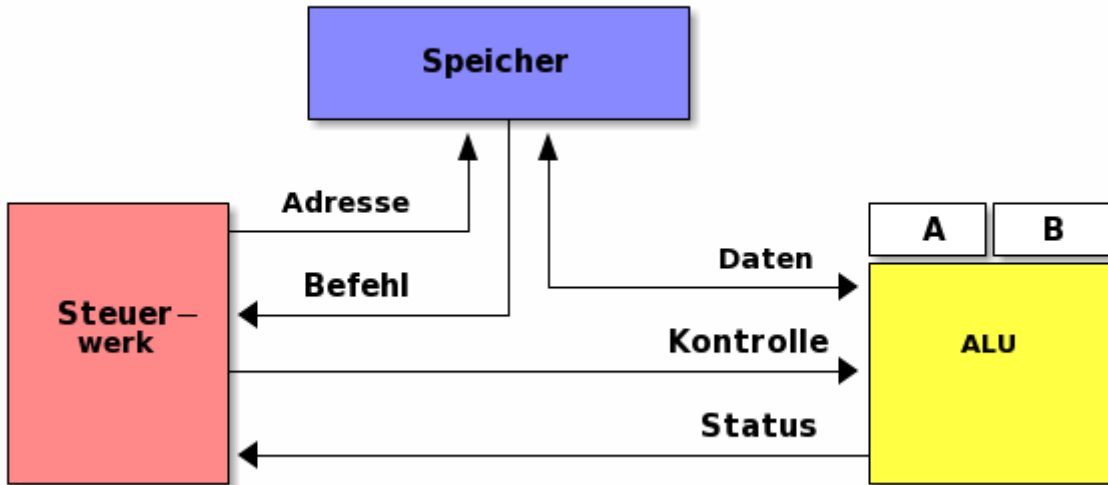 Speicher
Adresse
A
B
Daten
Befehl
Steuer–
werk
Kontrolle
ALU
Status